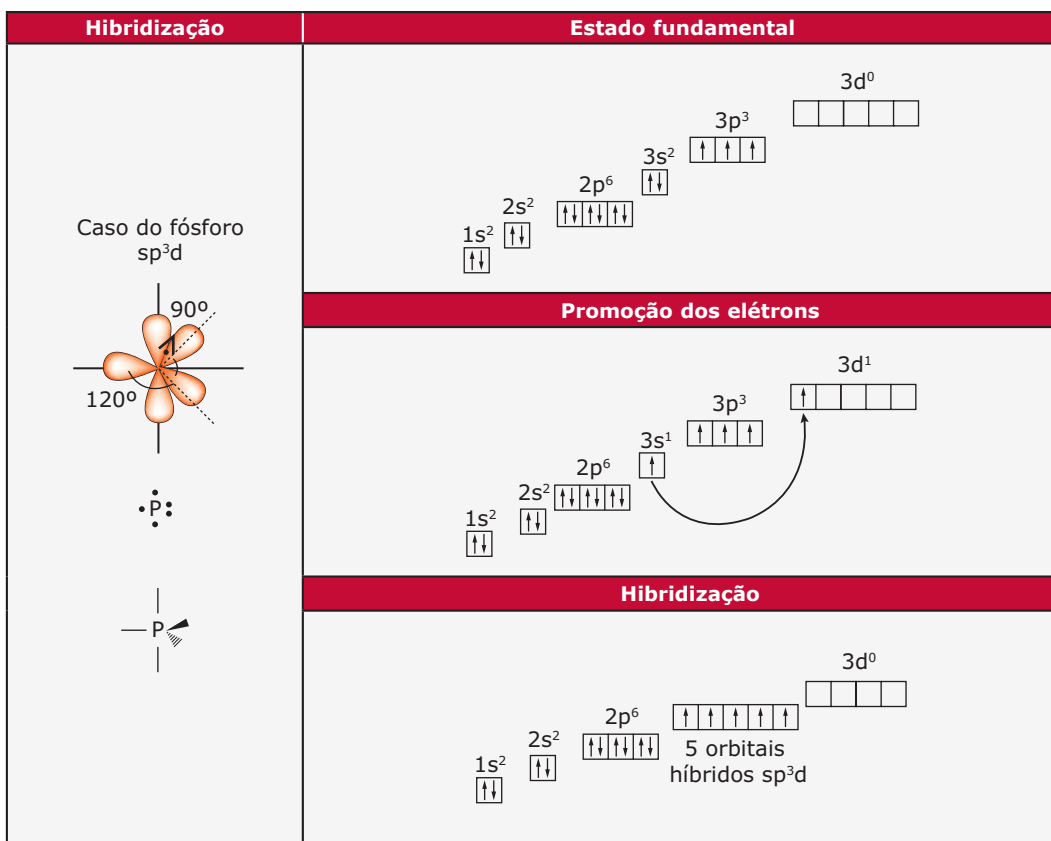 Hibridização
Estado fundamental
Caso do fósforo
sp³d
90º
120º
P
P
1s²
2s²
2p⁶
3s²
3p³
3d⁰
Promoção dos elétrons
1s²
2s²
2p⁶
3s¹
3p³
3d¹
Hibridização
1s²
2s²
2p⁶
5 orbitais
híbridos sp³d
3d⁰